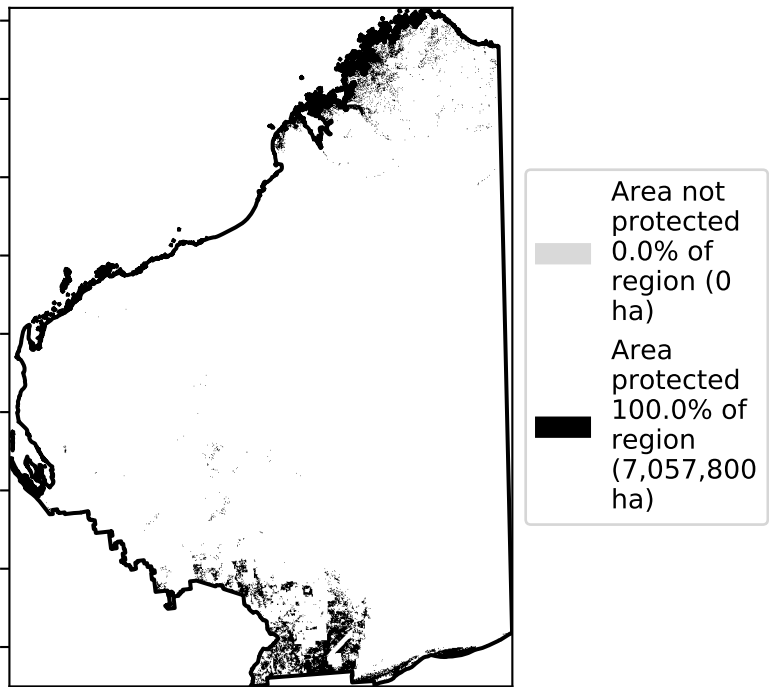 Area not
protected
0.0% of
region (0
ha)
Area
protected
100.0% of
region
(7,057,800
ha)